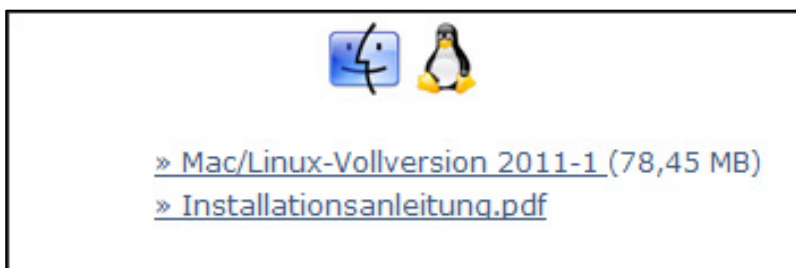 » Mac/Linux-Vollversion 2011-1 (78,45 MB)
» Installationsanleitung.pdf